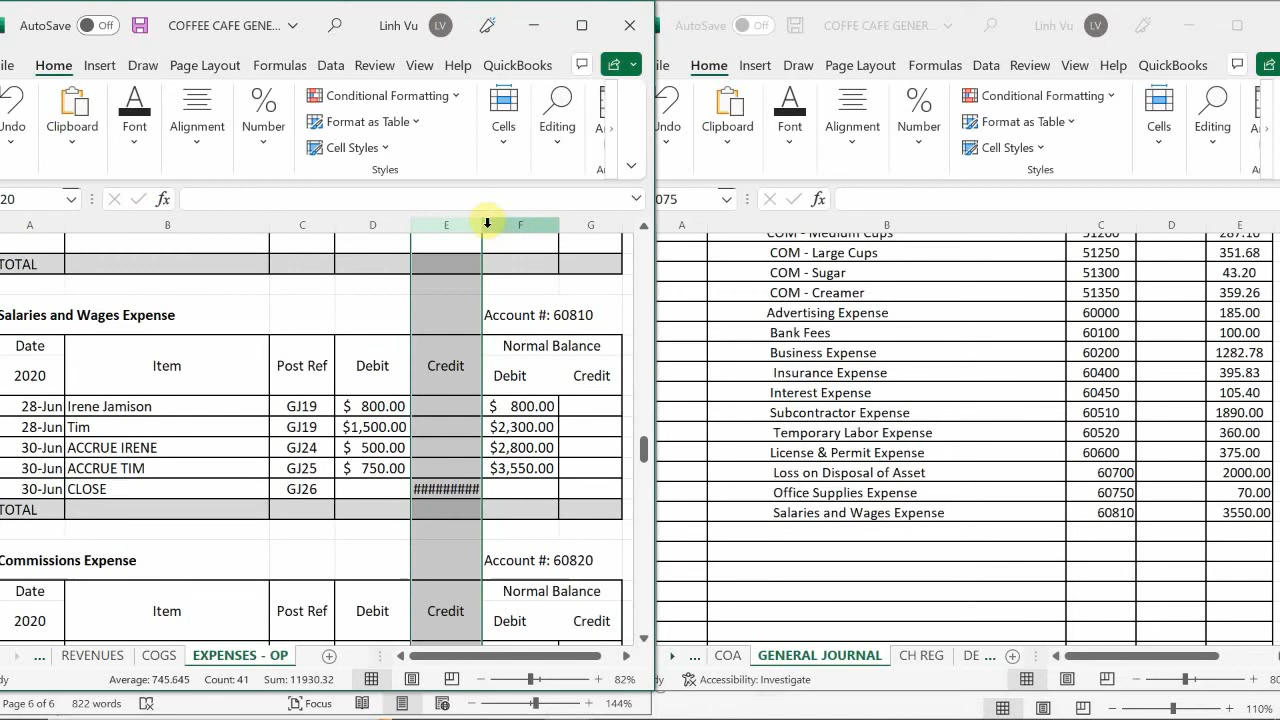 AutoSave Off COFFEE CAFE GENER... Linh Vu LV
ile Home Insert Draw Page Layout Formulas Data Review View Help QuickBooks
Undo Clipboard Font Alignment Number Conditional Formatting Format as Table Cell Styles Styles Cells Editing
20 fx
A B C D E F G
TOTAL
Salaries and Wages Expense Account #: 60810
Date 2020 Item Post Ref Debit Credit Normal Balance Debit Credit
28-Jun Irene Jamison GJ19 $ 800.00 $ 800.00
28-Jun Tim GJ19 $1,500.00 $2,300.00
30-Jun ACCRUE IRENE GJ24 $ 500.00 $2,800.00
30-Jun ACCRUE TIM GJ25 $ 750.00 $3,550.00
30-Jun CLOSE GJ26 #########
TOTAL
Commissions Expense Account #: 60820
Date 2020 Item Post Ref Debit Credit Normal Balance Debit Credit
... REVENUES COGS EXPENSES - OP
dy Average: 745.645 Count: 41 Sum: 11930.32 82%
Page 6 of 6 822 words Focus 144%
AutoSave Off COFFE CAFE GENER... Linh Vu LV
ile Home Insert Draw Page Layout Formulas Data Review View Help QuickBooks
Undo Clipboard Font Alignment Number Conditional Formatting Format as Table Cell Styles Styles Cells Editing
075 fx
A B C D E
COM - Medium Cups 51200 287.10
COM - Large Cups 51250 351.68
COM - Sugar 51300 43.20
COM - Creamer 51350 359.26
Advertising Expense 60000 185.00
Bank Fees 60100 100.00
Business Expense 60200 1282.78
Insurance Expense 60400 395.83
Interest Expense 60450 105.40
Subcontractor Expense 60510 1890.00
Temporary Labor Expense 60520 360.00
License & Permit Expense 60600 375.00
Loss on Disposal of Asset 60700 2000.00
Office Supplies Expense 60750 70.00
Salaries and Wages Expense 60810 3550.00
... COA GENERAL JOURNAL CH REG DE ...
dy Accessibility: Investigate 80
110%